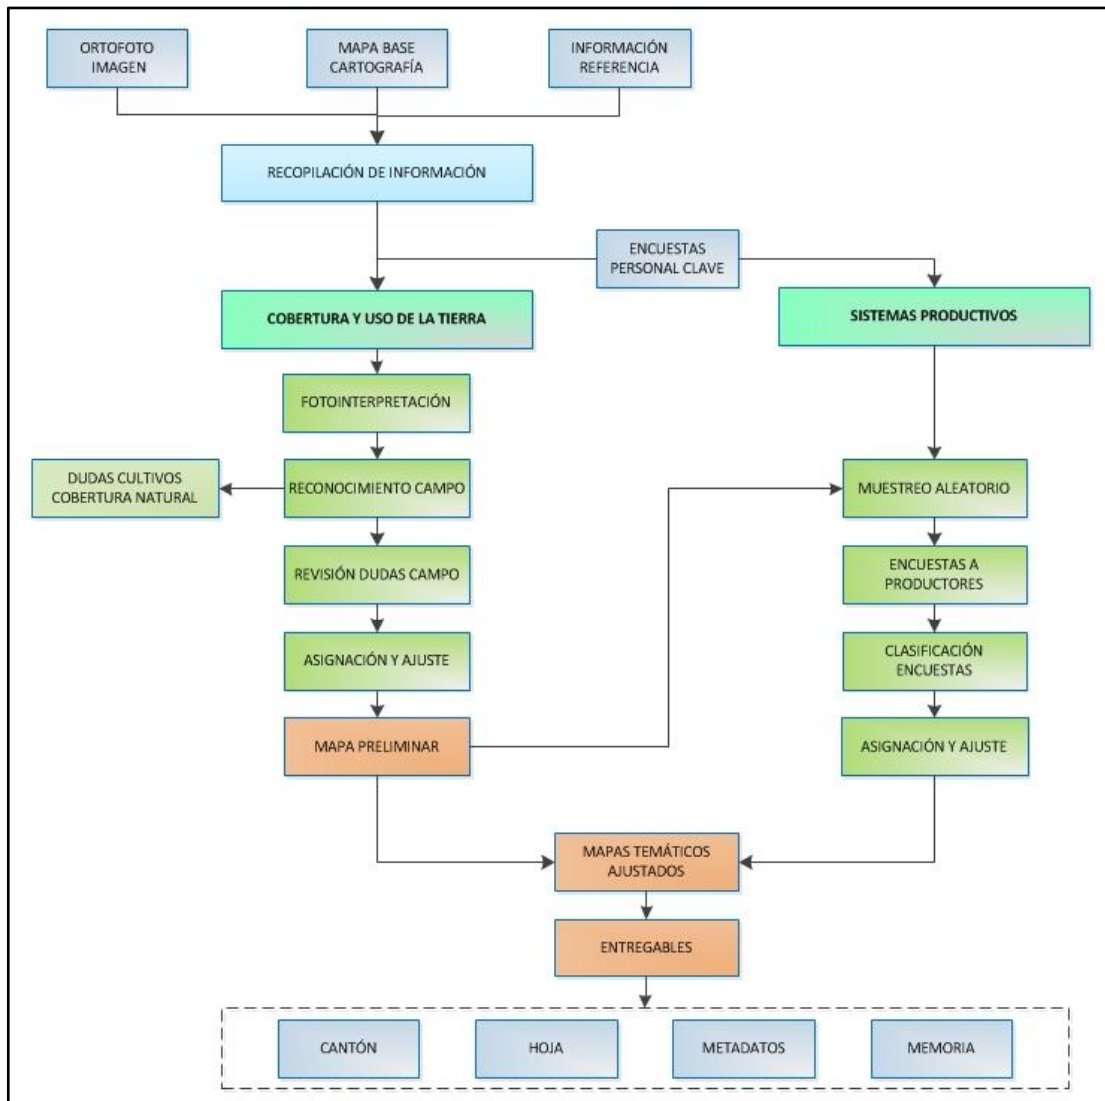 ORTOFOTO
IMAGEN
MAPA BASE
CARTOGRAFÍA
INFORMACIÓN
REFERENCIA
RECOPILACIÓN DE INFORMACIÓN
ENCUESTAS
PERSONAL CLAVE
COBERTURA Y USO DE LA TIERRA
SISTEMAS PRODUCTIVOS
FOTOINTERPRETACIÓN
DUDAS CULTIVOS
COBERTURA NATURAL
RECONOCIMIENTO CAMPO
MUESTREO ALEATORIO
REVISIÓN DUDAS CAMPO
ENCUESTAS A
PRODUCTORES
ASIGNACIÓN Y AJUSTE
CLASIFICACIÓN
ENCUESTAS
MAPA PRELIMINAR
ASIGNACIÓN Y AJUSTE
MAPAS TEMÁTICOS
AJUSTADOS
ENTREGABLES
CANTÓN
HOJA
METADATOS
MEMORIA